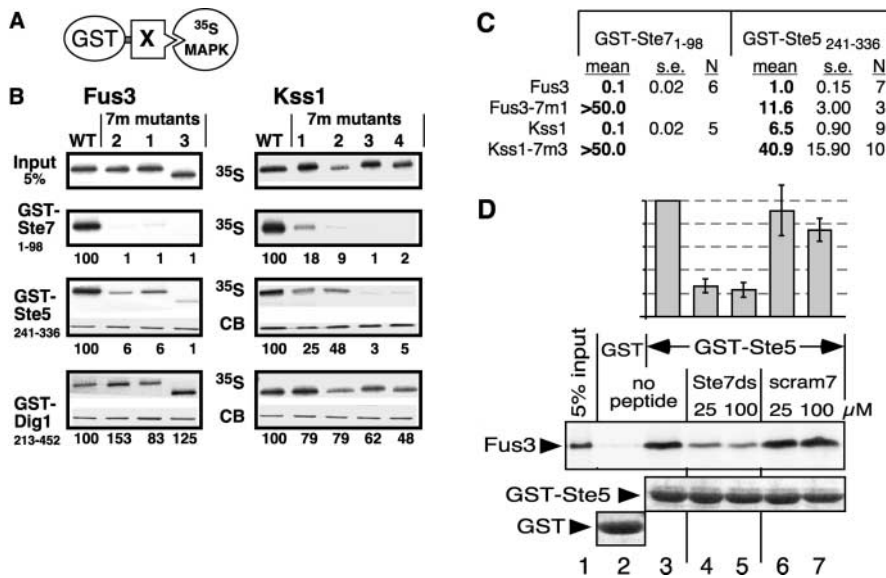 A
GST X 35S MAPK
B
Fus3 Kss1
7m mutants 7m mutants
WT 2 1 3 WT 1 2 3 4
Input 5% 35S
GST-Ste7 1-98 35S
100 1 1 1 100 18 9 1 2
GST-Ste5 241-336 35S
CB
100 6 6 1 100 25 48 3 5
GST-Dig1 213-452 35S
CB
100 153 83 125 100 79 79 62 48
C
GST-Ste7 1-98 GST-Ste5 241-336
mean s.e. N mean s.e. N
Fus3 0.1 0.02 6 1.0 0.15 7
Fus3-7m1 >50.0 11.6 3.00 3
Kss1 0.1 0.02 5 6.5 0.90 9
Kss1-7m3 >50.0 40.9 15.90 10
D
5% input GST GST-Ste5
no peptide Ste7ds scram7
25 100 25 100 µM
Fus3
GST-Ste5
GST
1 2 3 4 5 6 7